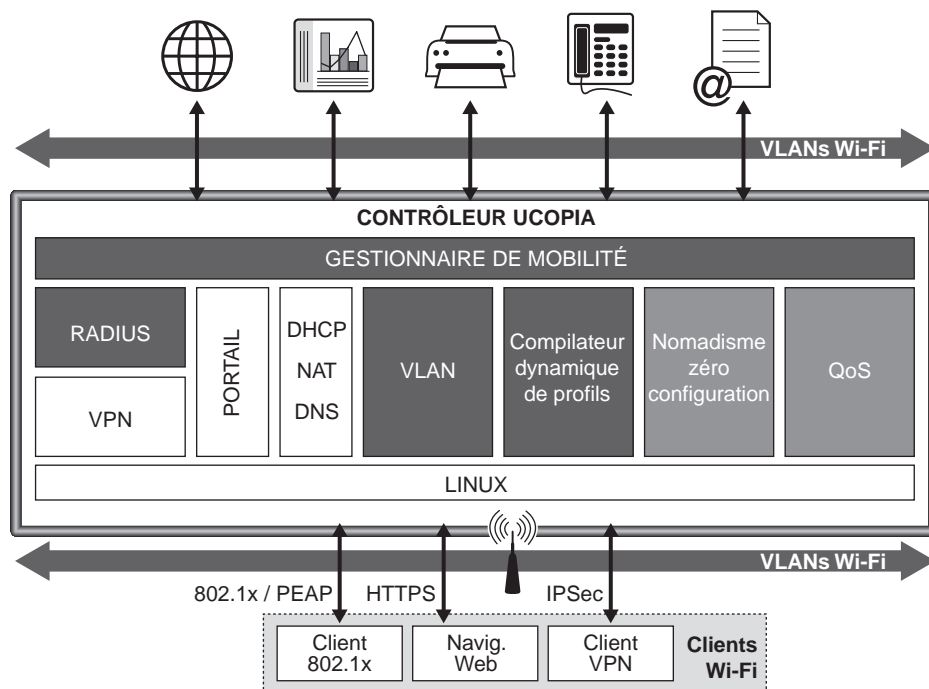 @
VLANs Wi-Fi
CONTRÔLEUR UCOPIA
GESTIONNAIRE DE MOBILITÉ
RADIUS
VPN
PORTAIL
DHCP
NAT
DNS
VLAN
Compilateur
dynamique
de profils
Nomadisme
zéro
configuration
QoS
LINUX
VLANs Wi-Fi
802.1x / PEAP
HTTPS
IPSec
Client
802.1x
Navig.
Web
Client
VPN
Clients
Wi-Fi